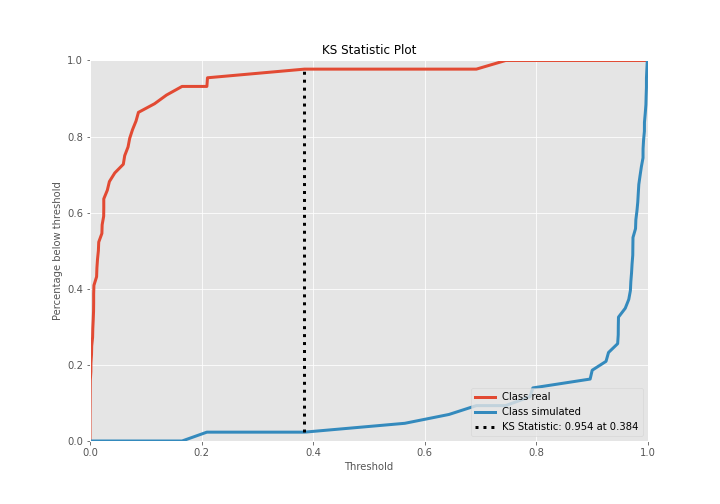 KS Statistic Plot
1.0
0.8
0.6
0.4
0.2
0.0
Percentage below threshold
0.0 0.2 0.4 0.6 0.8 1.0
Threshold
Class real
Class simulated
KS Statistic: 0.954 at 0.384